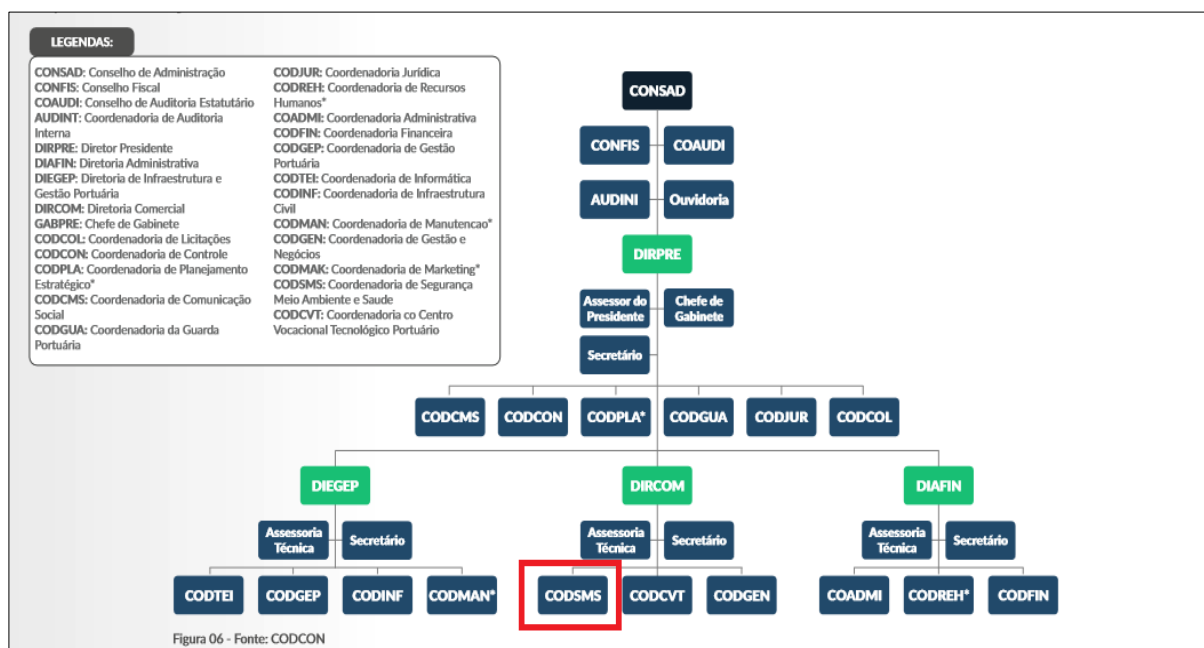 LEGENDAS:
CONSAD: Conselho de Administração
CONFIS: Conselho Fiscal
COAUDI: Conselho de Auditoria Estatutário
AUDINT: Coordenadoria de Auditoria
Interna
DIRPRE: Diretor Presidente
DIAFIN: Diretoria Administrativa
DIEGEP: Diretoria de Infraestrutura e
Gestão Portuária
DIRCOM: Diretoria Comercial
GABPRE: Chefe de Gabinete
CODCOL: Coordenadoria de Licitações
CODCON: Coordenadoria de Controle
CODPLA: Coordenadoria de Planejamento
Estratégico*
CODCMS: Coordenadoria de Comunicação
Social
CODGUA: Coordenadoria da Guarda
Portuária
CODJUR: Coordenadoria Jurídica
CODREH: Coordenadoria de Recursos
Humanos*
COADMI: Coordenadoria Administrativa
CODFIN: Coordenadoria Financeira
CODGEP: Coordenadoria de Gestão
Portuária
CODTEI: Coordenadoria de Informática
CODINF: Coordenadoria de Infraestrutura
Civil
CODMAN: Coordenadoria de Manutencao*
CODGEN: Coordenadoria de Gestão e
Negócios
CODMAK: Coordenadoria de Marketing*
CODSMS: Coordenadoria de Segurança
Meio Ambiente e Saude
CODCVT: Coordenadoria co Centro
Vocacional Tecnológico Portuário
CONSAD
CONFIS COAUDI
AUDINI Ouvidoria
DIRPRE
Assessor do
Presidente
Chefe de
Gabinete
Secretário
CODCMS CODCON CODPLA* CODGUA CODJUR CODCOL
DIEGEP DIRCOM DIAFIN
Assessoria
Técnica
Secretário
Assessoria
Técnica
Secretário
Assessoria
Técnica
Secretário
CODTEI CODGEP CODINF CODMAN* CODSMS CODCVT CODGEN COADMI CODREH* CODFIN
Figura 06 - Fonte: CODCON